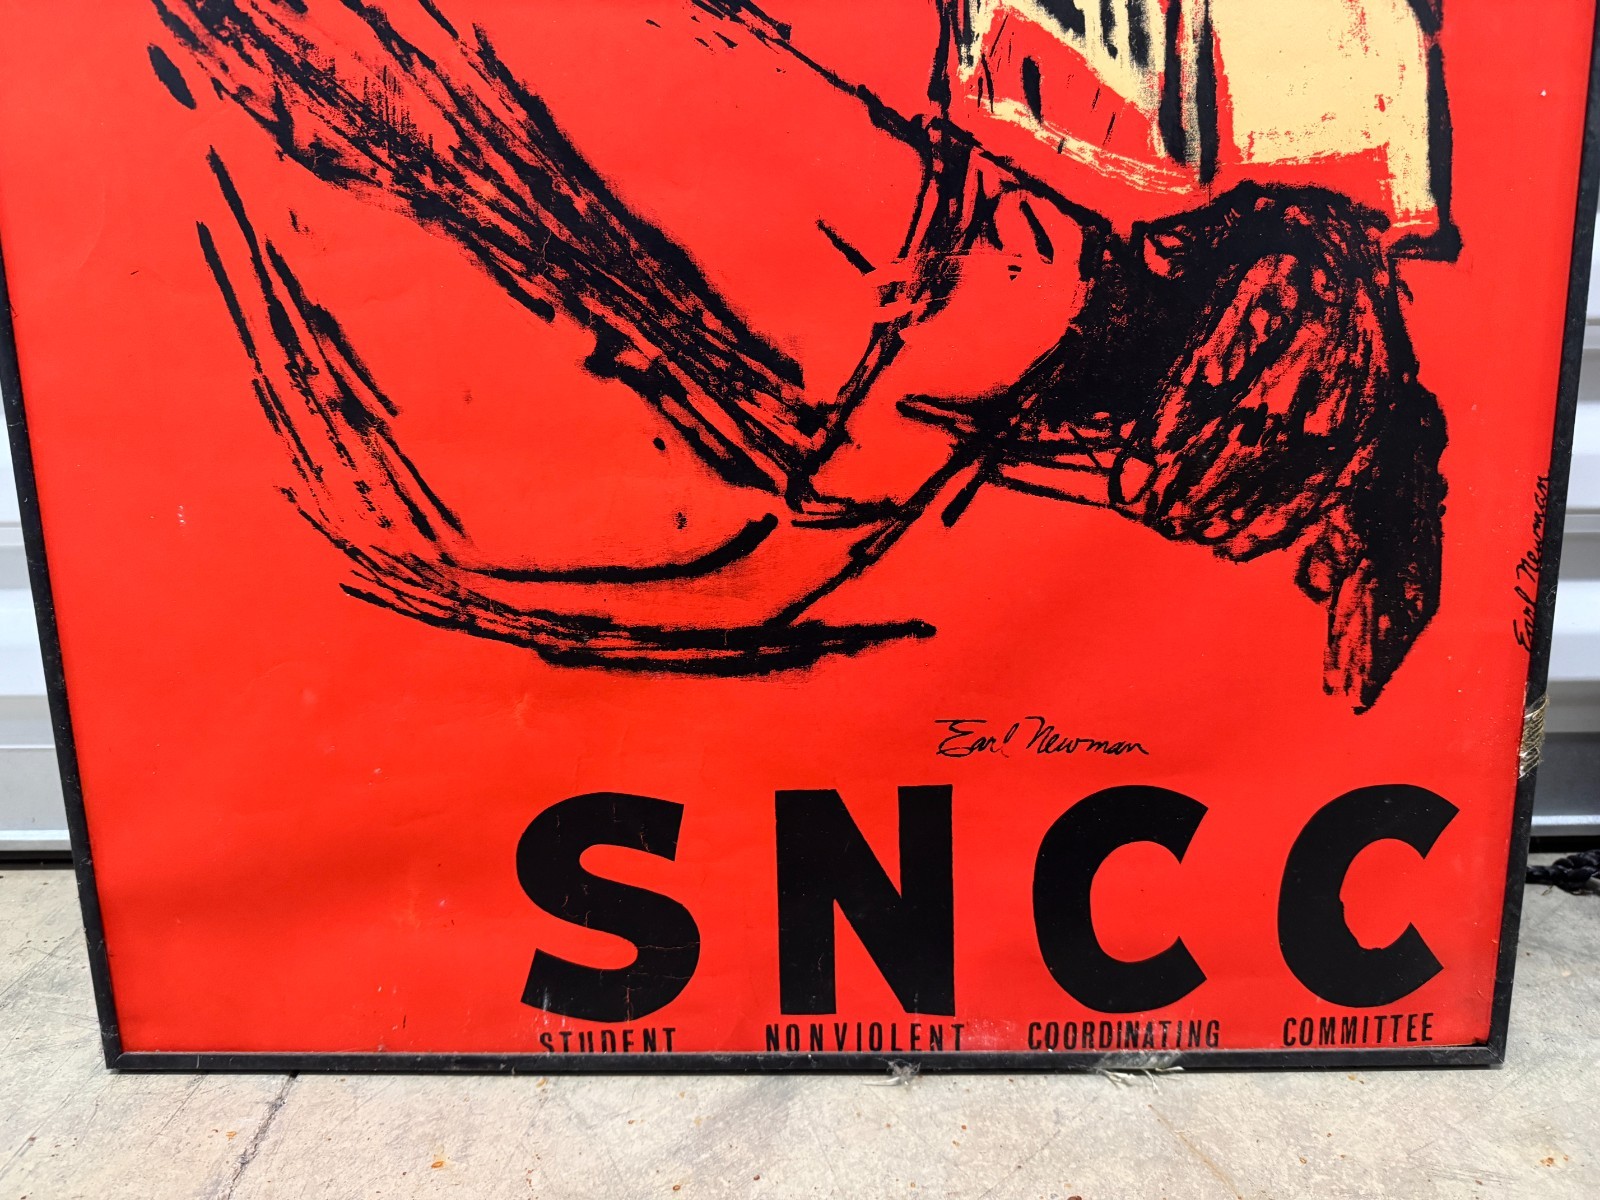 Earl Newman
Earl Newman
SNCC
STUDENT NONVIOLENT COORDINATING COMMITTEE